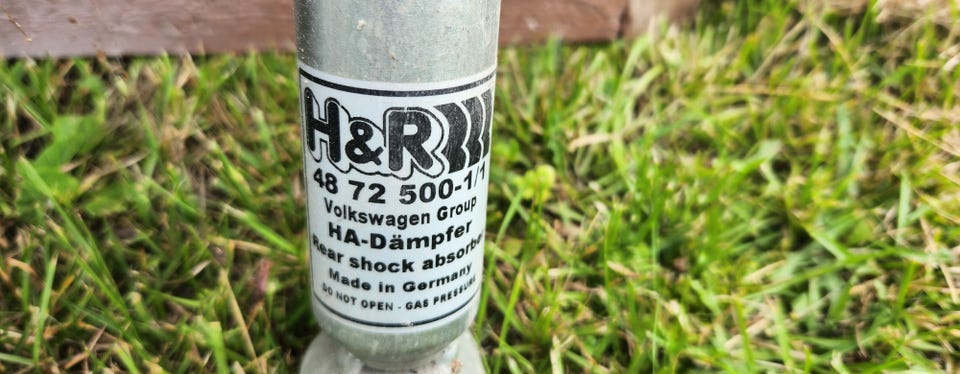 H&R
48 72 500-1/1
Volkswagen Group
HA-Dämpfer
Rear shock absorber
Made in Germany
DO NOT OPEN - GAS PRESSURE